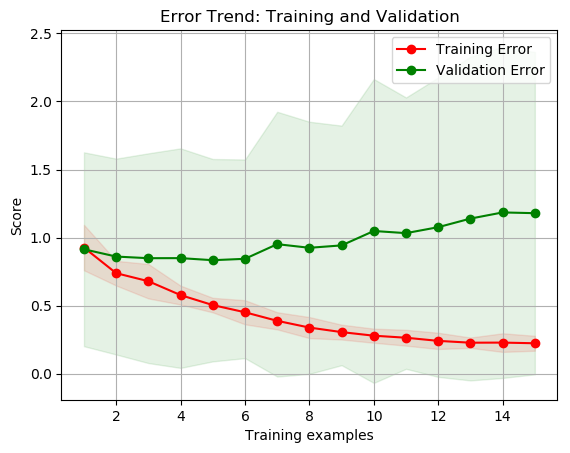 Error Trend: Training and Validation
2.5
2.0
1.5
1.0
0.5
0.0
Score
Training Error
Validation Error
2 4 6 8 10 12 14
Training examples